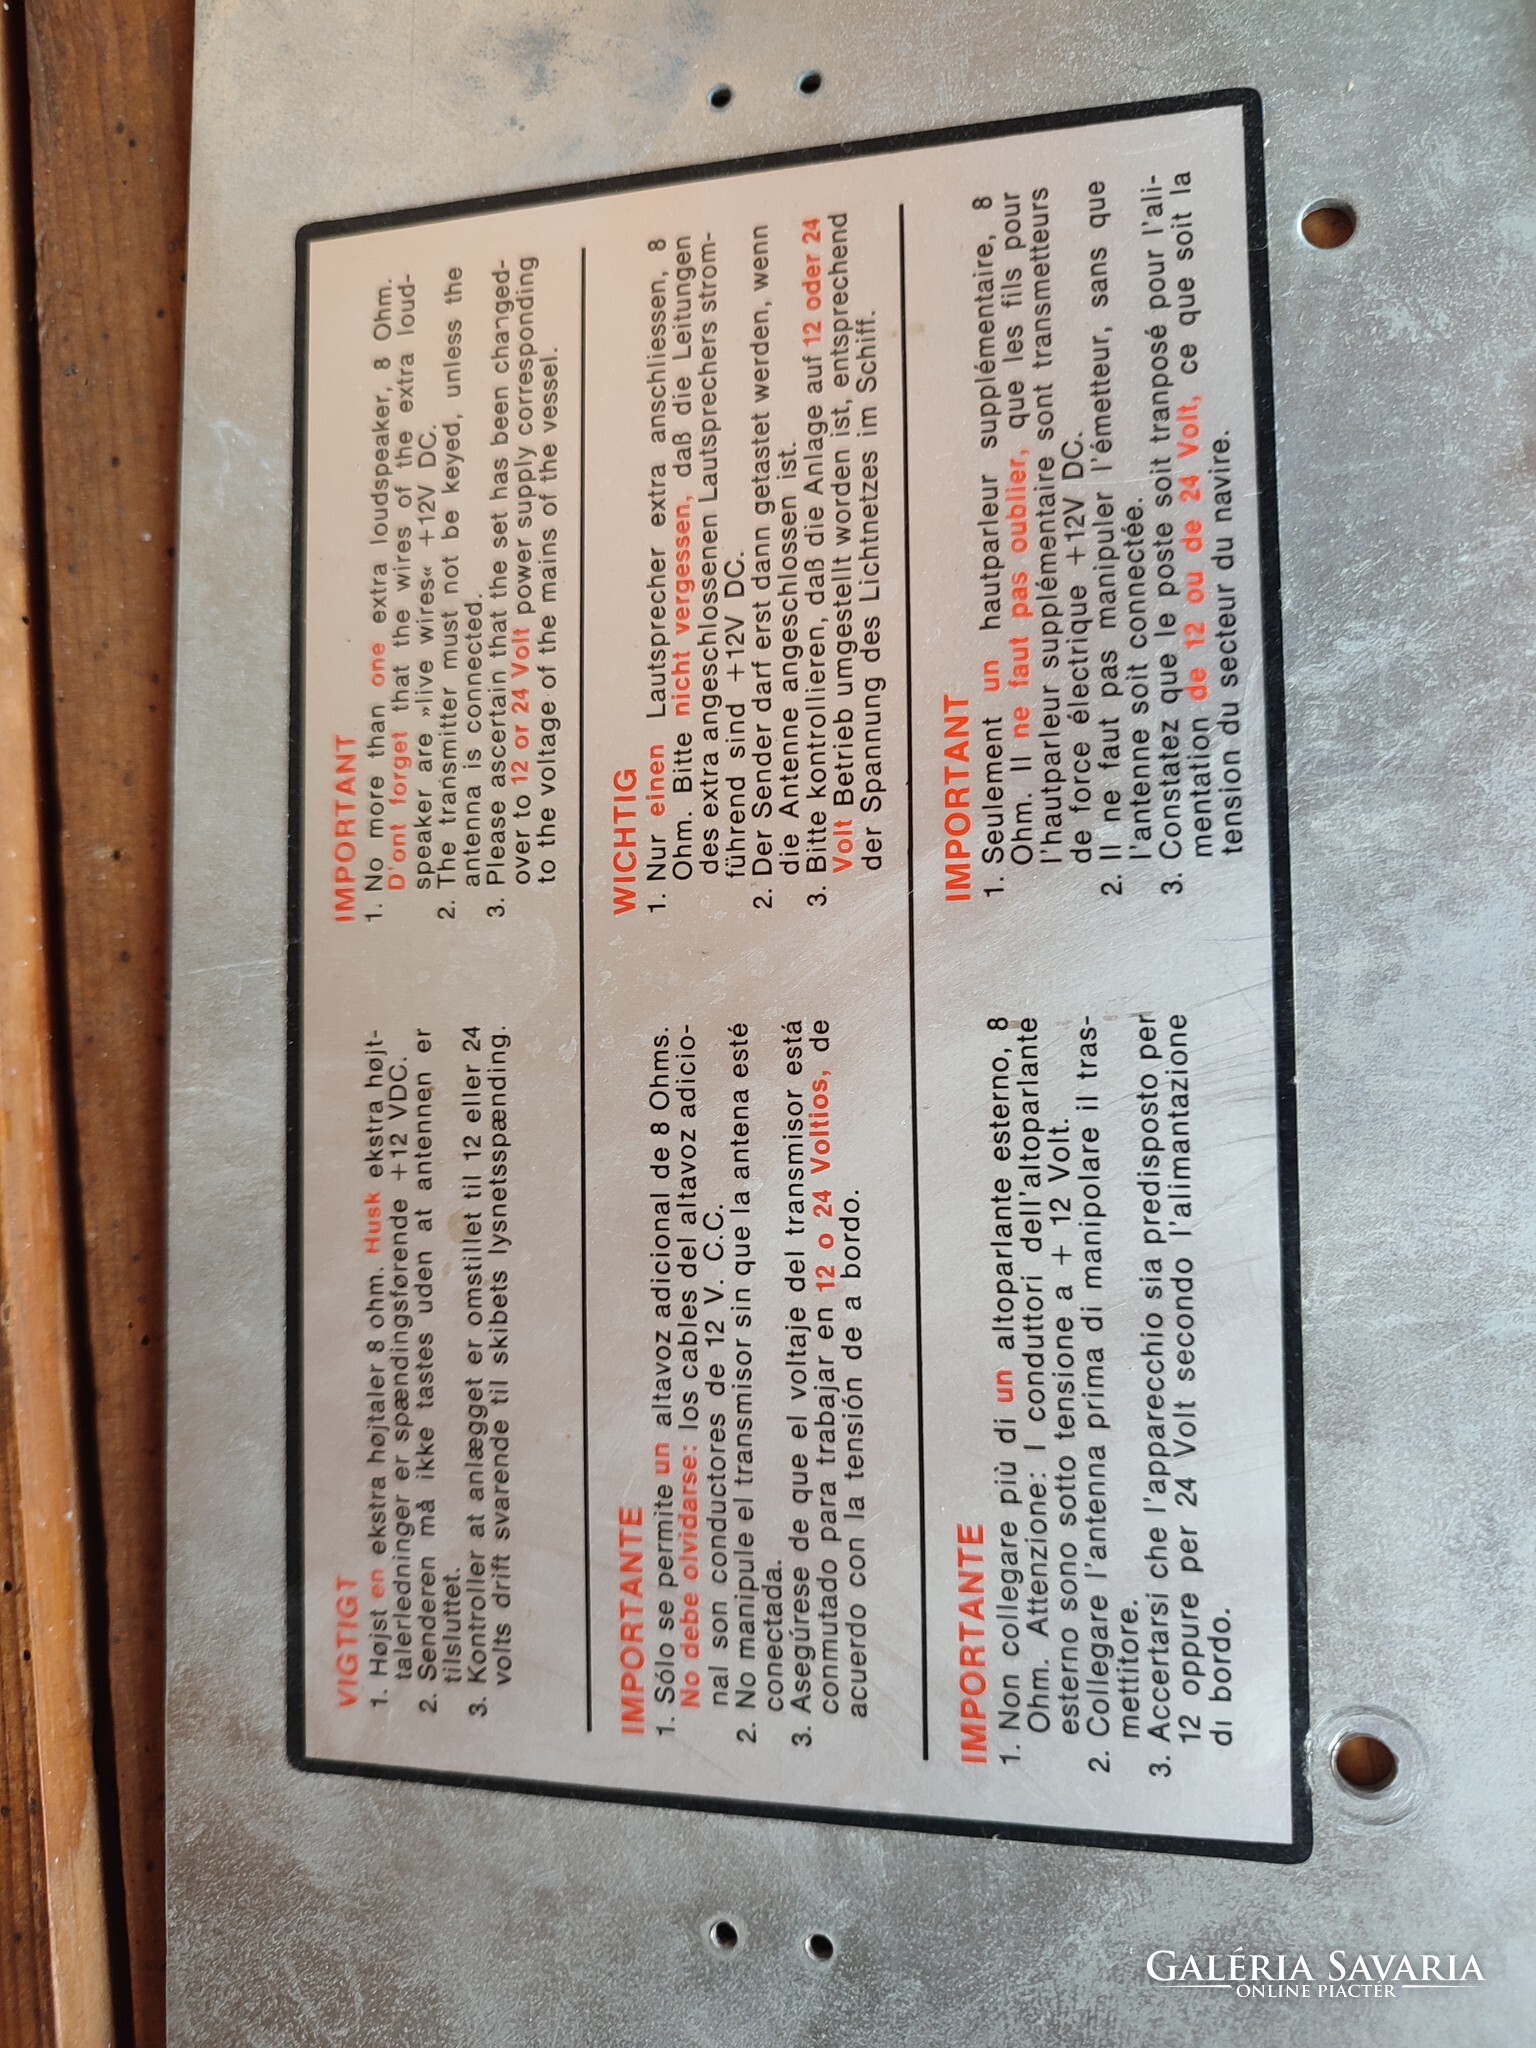 VIGTIGT
1. Højst en ekstra højtaler 8 ohm. Husk ekstra højt-
talerledninger er spændingsførende +12 VDC.
2. Senderen må ikke tastes uden at antennen er
tilsluttet.
3. Kontroller at anlægget er omstillet til 12 eller 24
volts drift svarende til skibets lysnetsspænding.
IMPORTANT
1. No more than one extra loudspeaker, 8 Ohm.
D'ont forget that the wires of the extra loud-
speaker are »live wires« +12V DC.
2. The transmitter must not be keyed, unless the
antenna is connected.
3. Please ascertain that the set has been changed-
over to 12 or 24 Volt power supply corresponding
to the voltage of the mains of the vessel.
IMPORTANTE
1. Sólo se permite un altavoz adicional de 8 Ohms.
No debe olvidarse: los cables del altavoz adicio-
nal son conductores de 12 V. C.C.
2. No manipule el transmisor sin que la antena esté
conectada.
3. Asegúrese de que el voltaje del transmisor está
conmutado para trabajar en 12 o 24 Voltios, de
acuerdo con la tensión de a bordo.
WICHTIG
1. Nur einen Lautsprecher extra anschliessen, 8
Ohm. Bitte nicht vergessen, daß die Leitungen
des extra angeschlossenen Lautsprechers strom-
führend sind +12V DC.
2. Der Sender darf erst dann getastet werden, wenn
die Antenne angeschlossen ist.
3. Bitte kontrollieren, daß die Anlage auf 12 oder 24
Volt Betrieb umgestellt worden ist, entsprechend
der Spannung des Lichtnetzes im Schiff.
IMPORTANTE
1. Non collegare più di un altoparlante esterno, 8
Ohm. Attenzione: I conduttori dell'altoparlante
esterno sono sotto tensione a + 12 Volt.
2. Collegare l'antenna prima di manipolare il tras-
mettitore.
3. Accertarsi che l'apparecchio sia predisposto per
12 oppure per 24 Volt secondo l'alimantazione
di bordo.
IMPORTANT
1. Seulement un hautparleur supplémentaire, 8
Ohm. Il ne faut pas oublier, que les fils pour
l'hautparleur supplémentaire sont transmetteurs
de force électrique +12V DC.
2. Il ne faut pas manipuler l'émetteur, sans que
l'antenne soit connectée.
3. Constatez que le poste soit tranposé pour l'ali-
mentation de 12 ou de 24 Volt, ce que soit la
tension du secteur du navire.
GALÉRIA SAVARIA
ONLINE PIACTÉR